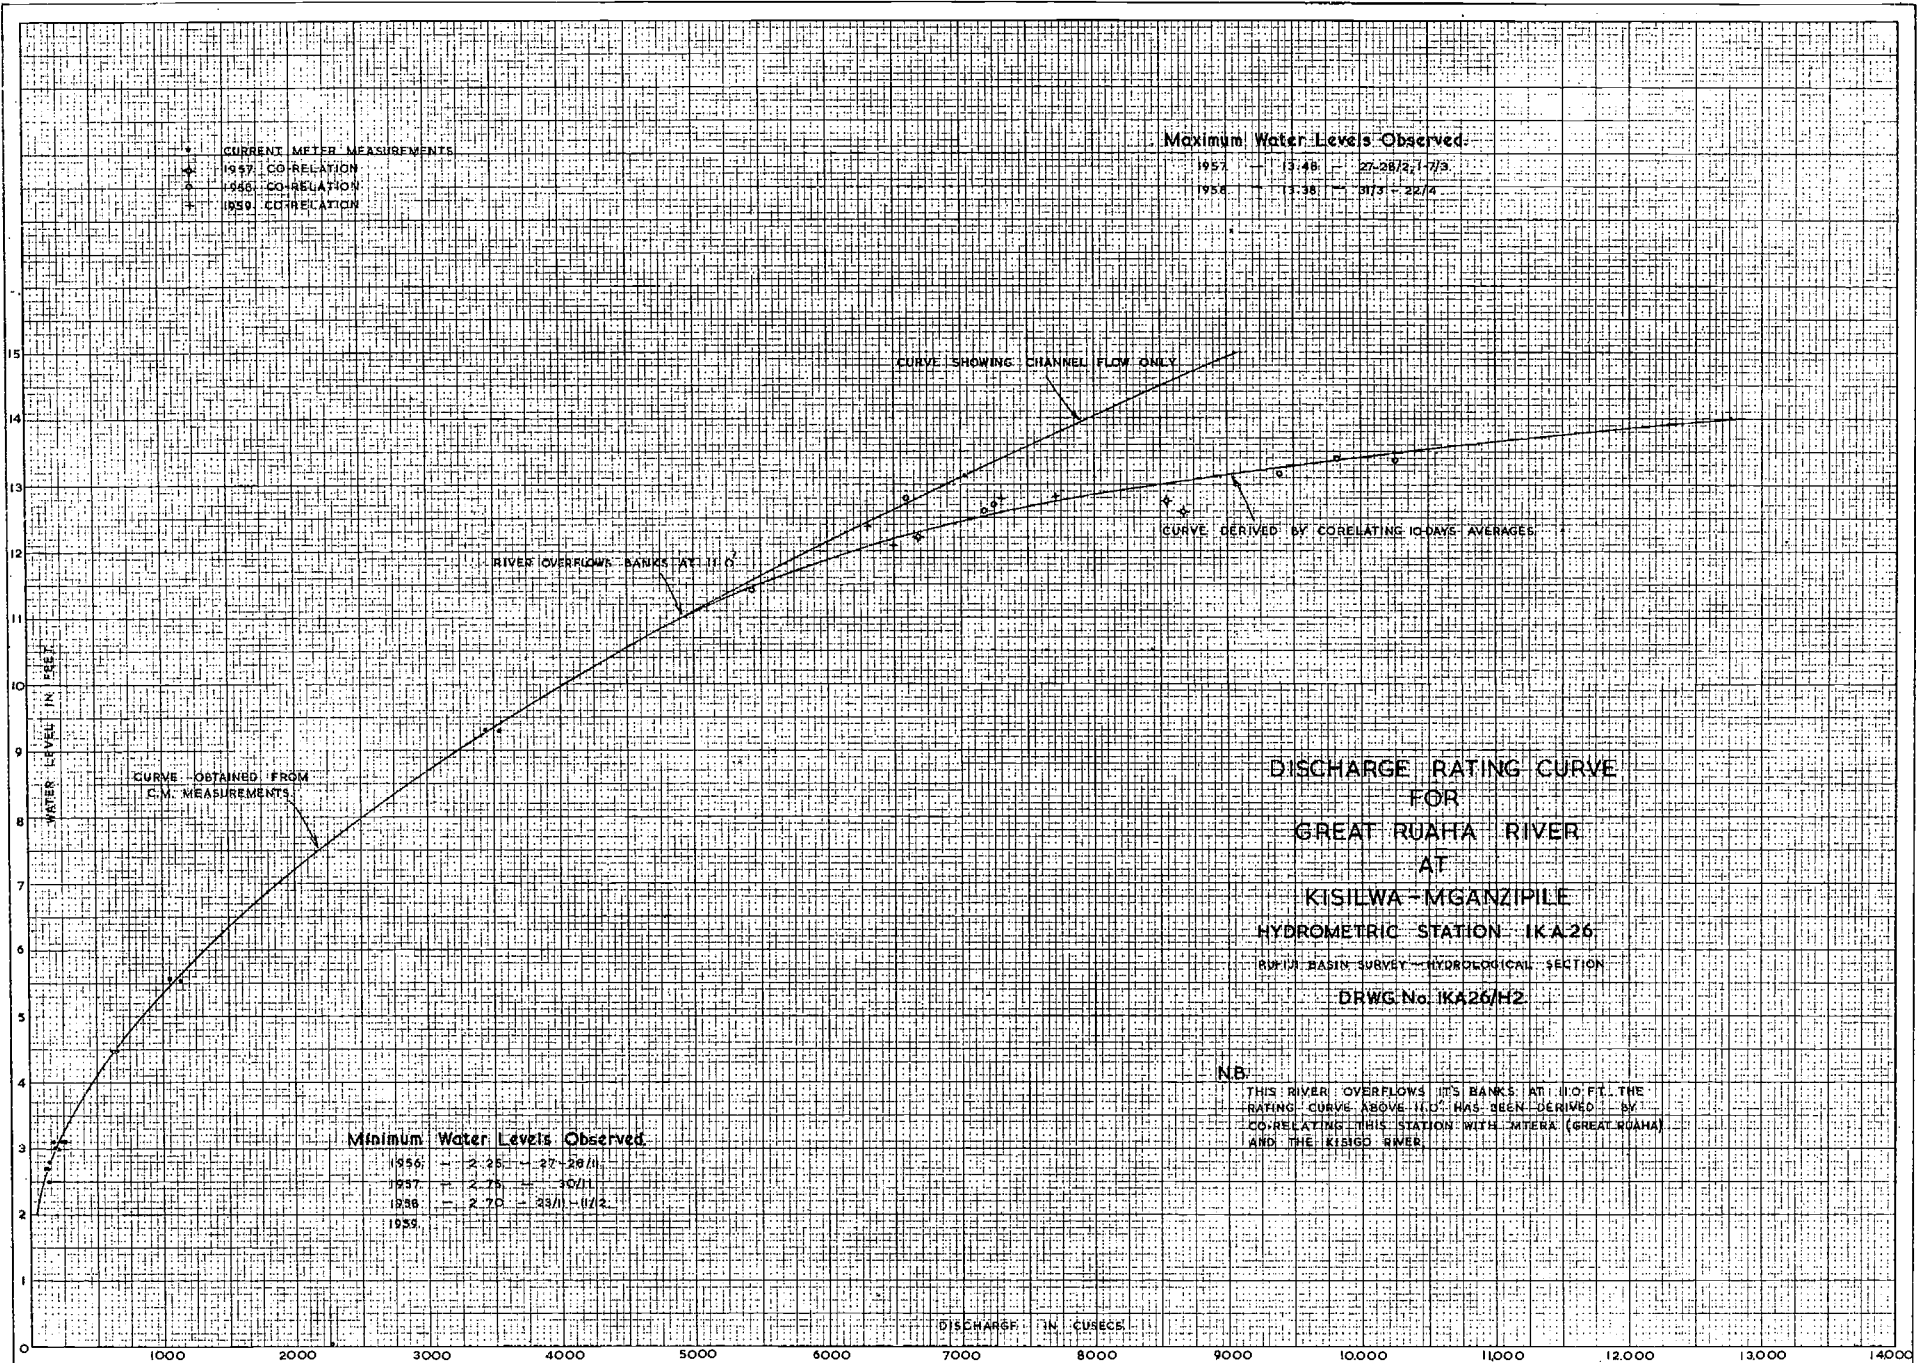 • CURRENT METER MEASUREMENTS
1957 CO-RELATION
1958 CO-RELATION
+ 1959 CO-RELATION
Maximum Water Levels Observed.
1957 — 13.48 — 27-28/2, 1-7/3
1958 — 13.38 — 31/3 - 22/4
CURVE SHOWING CHANNEL FLOW ONLY
CURVE DERIVED BY CORELATING 10-DAYS AVERAGES
RIVER OVERFLOWS BANKS AT 11.0'
CURVE OBTAINED FROM
C.M. MEASUREMENTS
WATER LEVEL IN FEET
15
14
13
12
11
10
9
8
7
6
5
4
3
2
1
0
DISCHARGE RATING CURVE
FOR
GREAT RUAHA RIVER
AT
KISILWA - MGANZIPILE
HYDROMETRIC STATION 1KA.26
RUFIJI BASIN SURVEY — HYDROLOGICAL SECTION
DRWG. No. 1KA26/H2
N.B.
THIS RIVER OVERFLOWS IT'S BANKS AT 11.0 FT. THE
RATING CURVE ABOVE 11.0' HAS BEEN DERIVED BY
CO-RELATING THIS STATION WITH MTERA (GREAT RUAHA)
AND THE KISIGO RIVER.
Minimum Water Levels Observed.
1956 — 2.25 — 27-28/11
1957 — 2.75 — 30/11
1958 — 2.70 — 23/11-11/12
1959.
DISCHARGE IN CUSECS
1000 2000 3000 4000 5000 6000 7000 8000 9000 10.000 11,000 12.000 13,000 14000